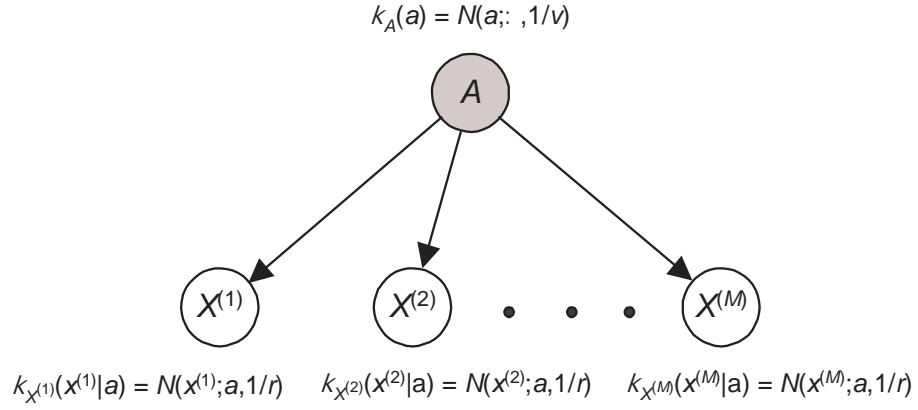 k_A(a) = N(a;: ,1/v)
A
X^(1) X^(2) X^(M)
k_X^(1)(x^(1)|a) = N(x^(1);a,1/r) k_X^(2)(x^(2)|a) = N(x^(2);a,1/r) k_X^(M)(x^(M)|a) = N(x^(M);a,1/r)